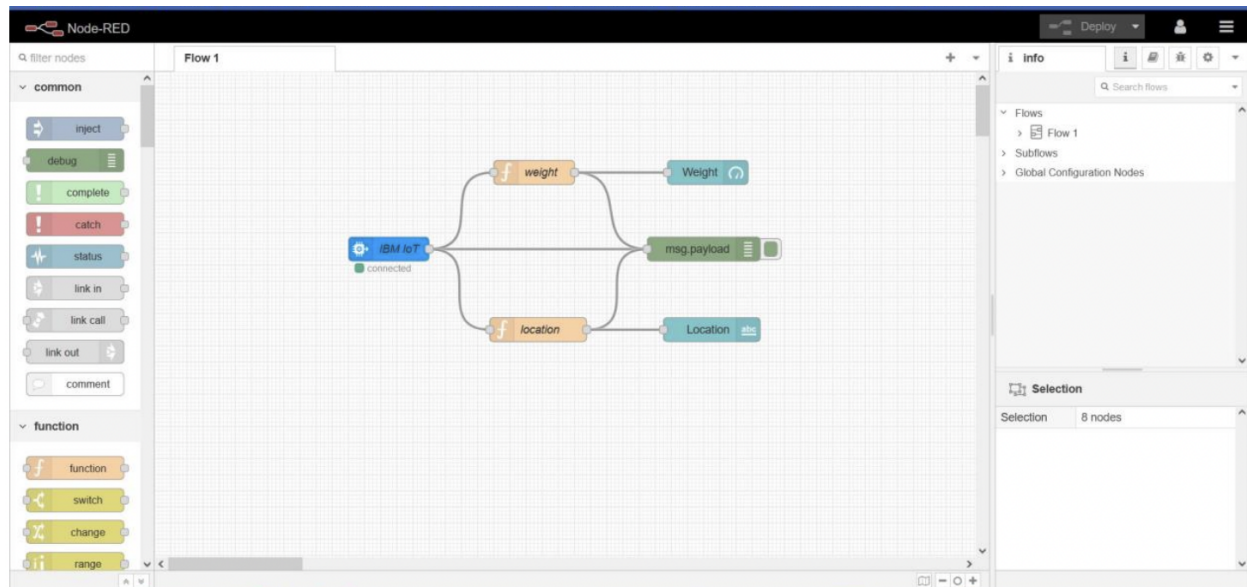 Node-RED
Deploy
filter nodes
Flow 1
info
i
common
Search flows
inject
debug
complete
catch
status
link in
link call
link out
comment
function
function
switch
change
range
weight
Weight
IBM IoT
connected
msg.payload
location
Location
abc
Flows
Flow 1
Subflows
Global Configuration Nodes
Selection
Selection 8 nodes